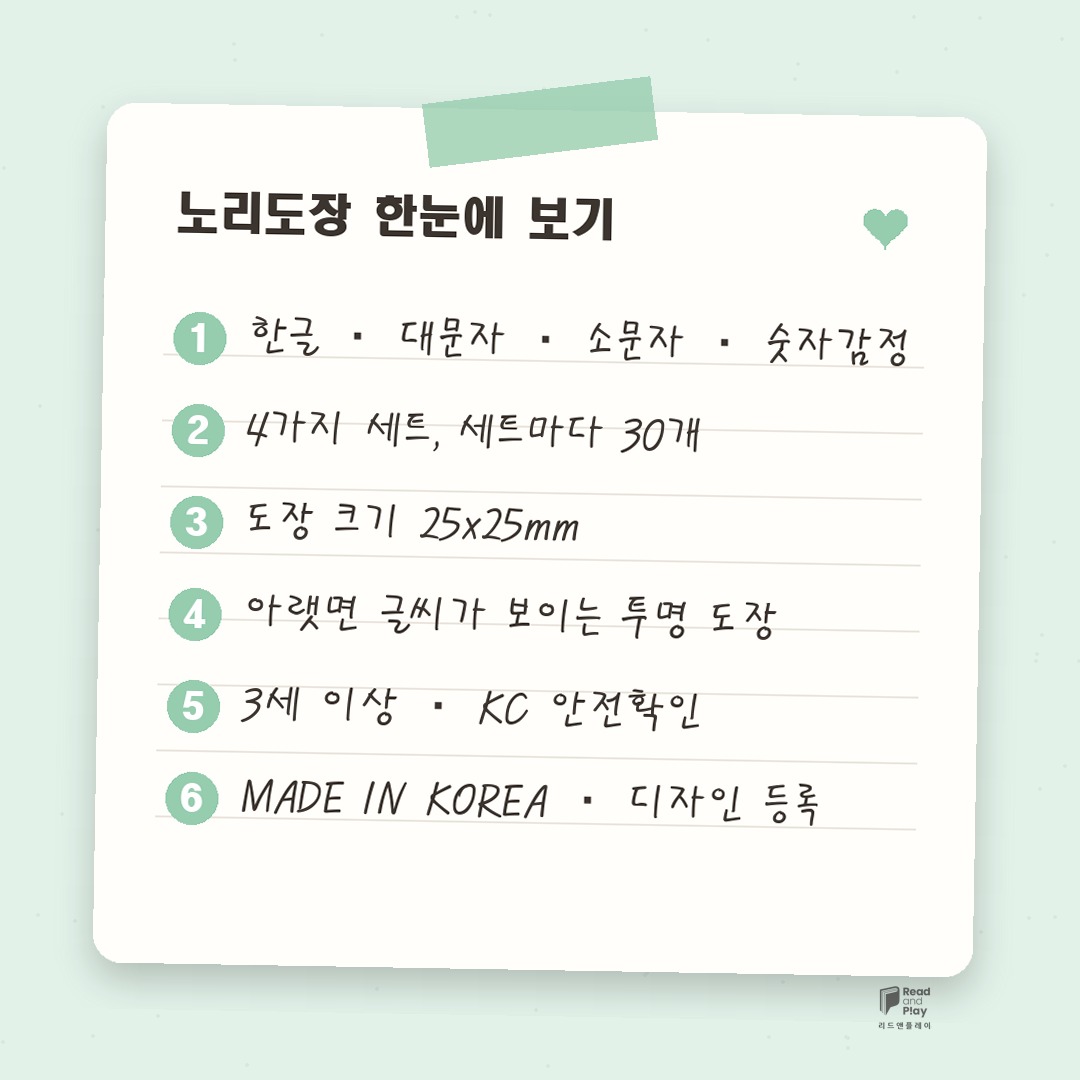 노리도장 한눈에 보기
1 한글 · 대문자 · 소문자 · 숫자감정
2 4가지 세트, 세트마다 30개
3 도장 크기 25x25mm
4 아랫면 글씨가 보이는 투명 도장
5 3세 이상 · KC 안전확인
6 MADE IN KOREA · 디자인 등록
Read
and
Play
리드앤플레이